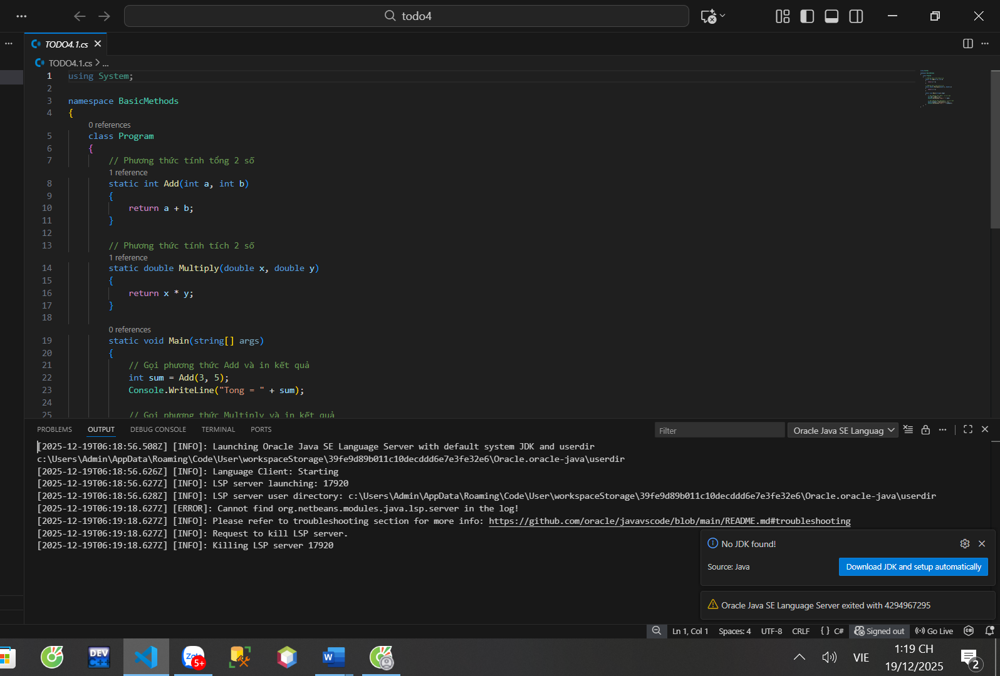 todo4
TODO4.1.cs
TODO4.1.cs > ...
1 using System;
2
3 namespace BasicMethods
4 {
0 references
5 class Program
6 {
7 // Phương thức tính tổng 2 số
1 reference
8 static int Add(int a, int b)
9 {
10 return a + b;
11 }
12
13 // Phương thức tính tích 2 số
1 reference
14 static double Multiply(double x, double y)
15 {
16 return x * y;
17 }
18
0 references
19 static void Main(string[] args)
20 {
21 // Gọi phương thức Add và in kết quả
22 int sum = Add(3, 5);
23 Console.WriteLine("Tong = " + sum);
24
25 // Gọi phương thức Multiply và in kết quả
PROBLEMS OUTPUT DEBUG CONSOLE TERMINAL PORTS Filter Oracle Java SE Languag
[2025-12-19T06:18:56.508Z] [INFO]: Launching Oracle Java SE Language Server with default system JDK and userdir
c:\Users\Admin\AppData\Roaming\Code\User\workspaceStorage\39fe9d89b011c10decddd6e7e3fe32e6\Oracle.oracle-java\userdir
[2025-12-19T06:18:56.626Z] [INFO]: Language Client: Starting
[2025-12-19T06:18:56.627Z] [INFO]: LSP server launching: 17920
[2025-12-19T06:18:56.628Z] [INFO]: LSP server user directory: c:\Users\Admin\AppData\Roaming\Code\User\workspaceStorage\39fe9d89b011c10decddd6e7e3fe32e6\Oracle.oracle-java\userdir
[2025-12-19T06:19:18.627Z] [ERROR]: Cannot find org.netbeans.modules.java.lsp.server in the log!
[2025-12-19T06:19:18.627Z] [INFO]: Please refer to troubleshooting section for more info: https://github.com/oracle/javavscode/blob/main/README.md#troubleshooting
[2025-12-19T06:19:18.627Z] [INFO]: Request to kill LSP server.
[2025-12-19T06:19:18.627Z] [INFO]: Killing LSP server 17920
No JDK found!
Source: Java
Download JDK and setup automatically
Oracle Java SE Language Server exited with 4294967295
Ln 1, Col 1 Spaces: 4 UTF-8 CRLF { } C# Signed out Go Live
DEV C++
Zalo 5+
W
VIE
1:19 CH
19/12/2025
2